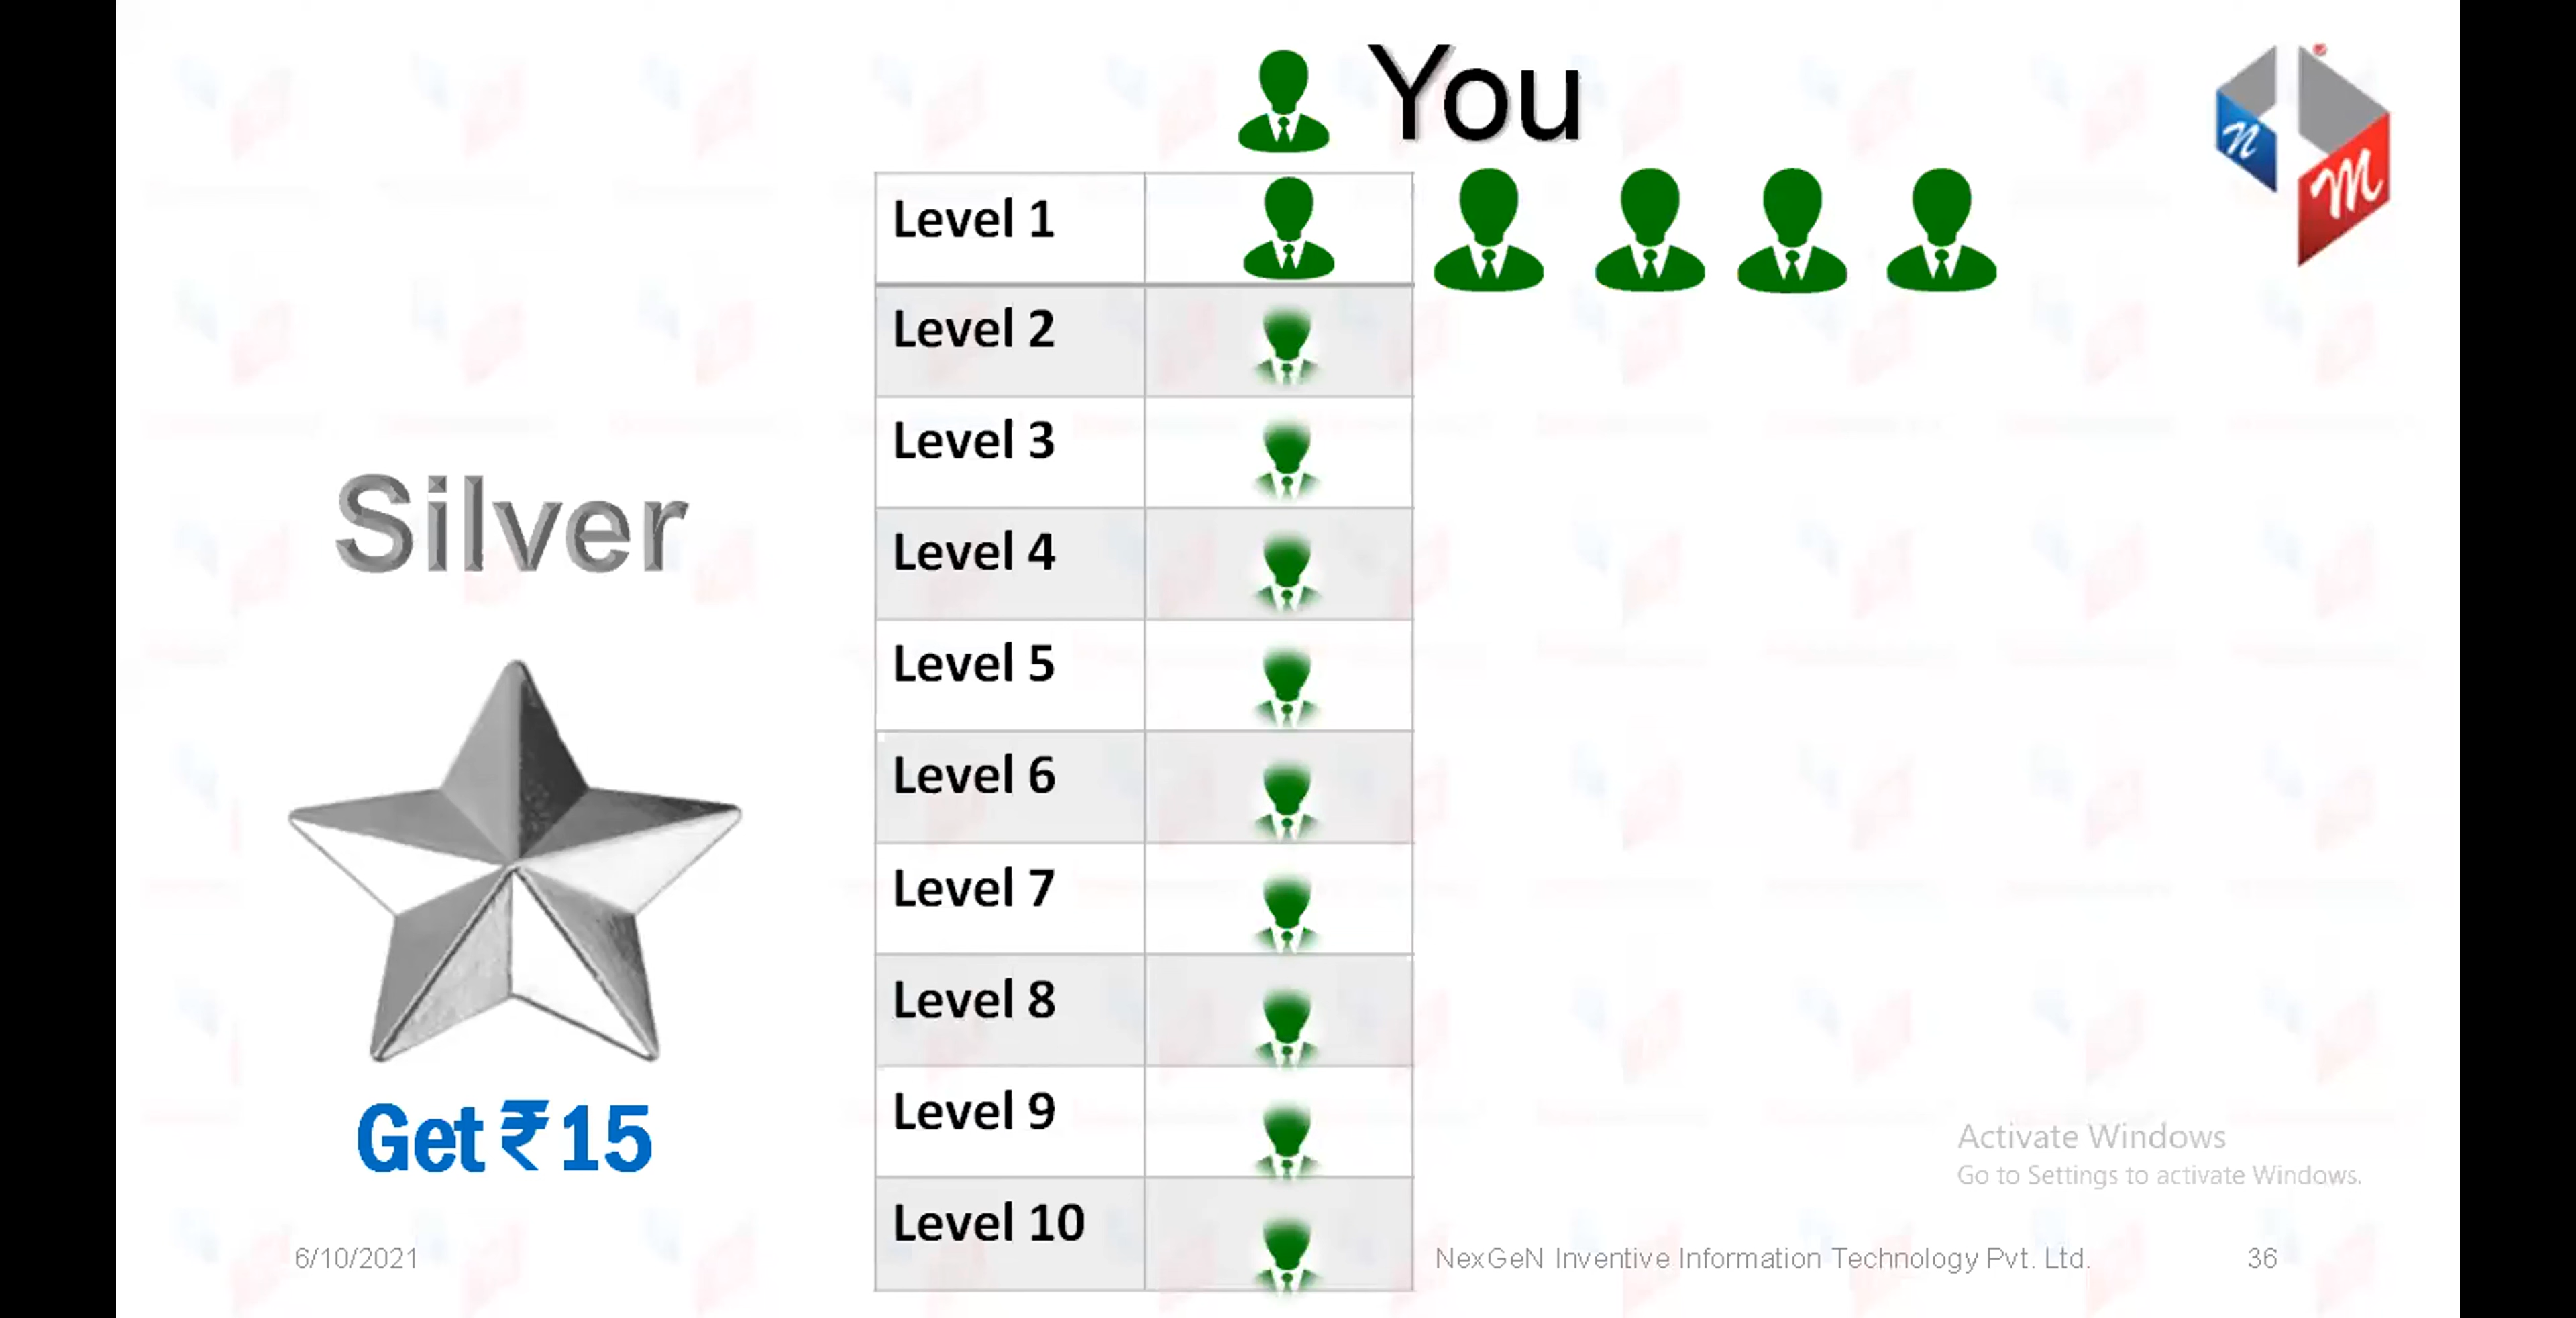 You
n
m
Level 1
Level 2
Level 3
Level 4
Level 5
Level 6
Level 7
Level 8
Level 9
Level 10
Silver
Get ₹ 15
Activate Windows
Go to Settings to activate Windows.
6/10/2021
NexGeN Inventive Information Technology Pvt. Ltd.
36